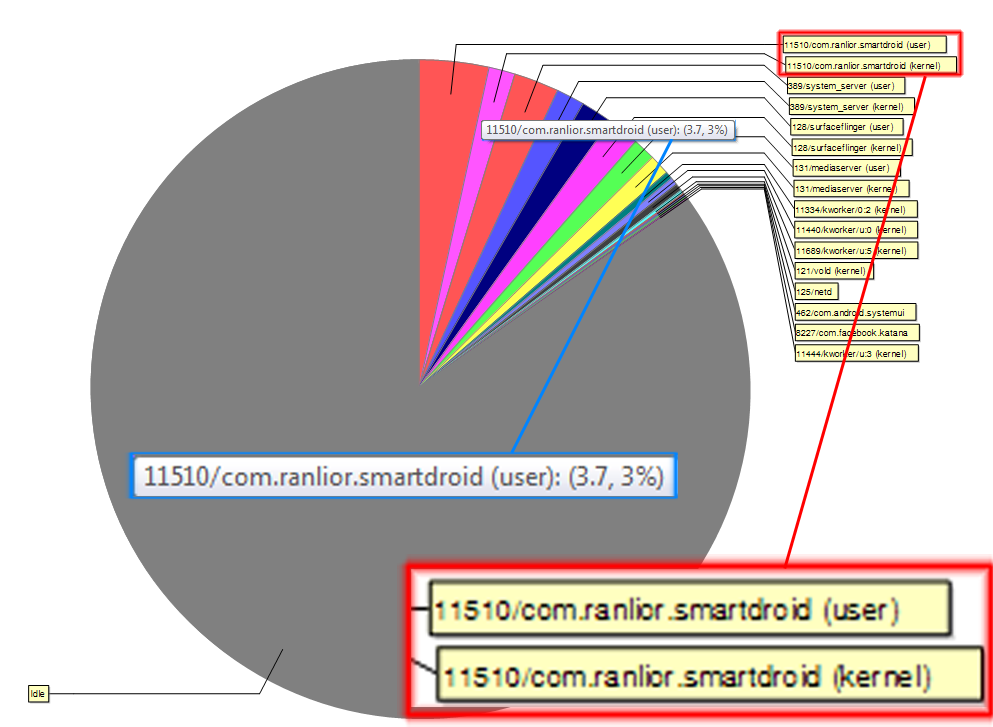 11510/com.ranlior.smartdroid (user)
11510/com.ranlior.smartdroid (kernel)
389/system_server (user)
389/system_server (kernel)
128/surfaceflinger (user)
128/surfaceflinger (kernel)
131/mediaserver (user)
131/mediaserver (kernel)
11334/kworker/0:2 (kernel)
11440/kworker/u:0 (kernel)
11689/kworker/u:5 (kernel)
121/vold (kernel)
125/netd
462/com.android.systemui
8227/com.facebook.katana
11444/kworker/u:3 (kernel)
11510/com.ranlior.smartdroid (user): (3.7, 3%)
11510/com.ranlior.smartdroid (user): (3.7, 3%)
11510/com.ranlior.smartdroid (user)
11510/com.ranlior.smartdroid (kernel)
Idle